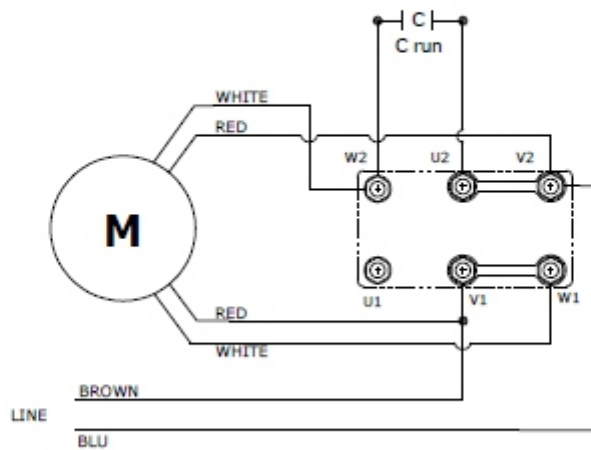 C
C run
WHITE
RED
W2 U2 V2
M
U1 V1 W1
RED
WHITE
BROWN
LINE
BLU